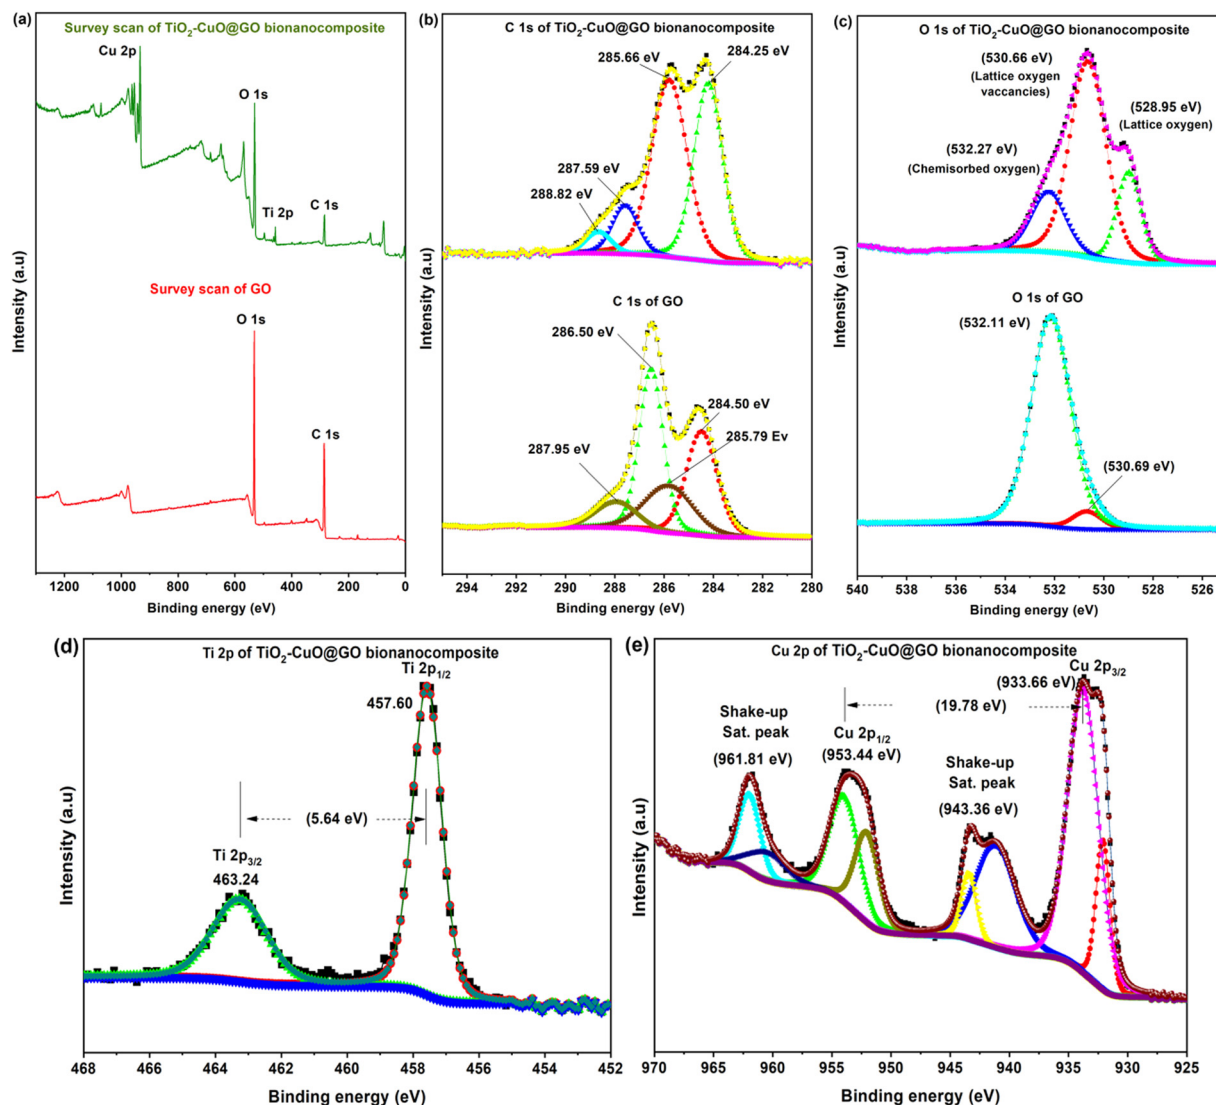 (a)
Survey scan of TiO2-CuO@GO bionanocomposite
Cu 2p
O 1s
Ti 2p
C 1s
Survey scan of GO
O 1s
C 1s
Intensity (a.u)
1200 1000 800 600 400 200 0
Binding energy (eV)
(b)
C 1s of TiO2-CuO@GO bionanocomposite
285.66 eV
284.25 eV
287.59 eV
288.82 eV
C 1s of GO
286.50 eV
284.50 eV
285.79 Ev
287.95 eV
Intensity (a.u)
294 292 290 288 286 284 282 280
Binding energy (eV)
(c)
O 1s of TiO2-CuO@GO bionanocomposite
(530.66 eV)
(Lattice oxygen
vaccancies)
(528.95 eV)
(Lattice oxygen)
(532.27 eV)
(Chemisorbed oxygen)
O 1s of GO
(532.11 eV)
(530.69 eV)
Intensity (a.u)
540 538 536 534 532 530 528 526
Binding energy (eV)
(d)
Ti 2p of TiO2-CuO@GO bionanocomposite
Ti 2p1/2
457.60
(5.64 eV)
Ti 2p3/2
463.24
Intensity (a.u)
468 466 464 462 460 458 456 454 452
Binding energy (eV)
(e)
Cu 2p of TiO2-CuO@GO bionanocomposite
Cu 2p3/2
(933.66 eV)
(19.78 eV)
Shake-up
Sat. peak
(961.81 eV)
Cu 2p1/2
(953.44 eV)
Shake-up
Sat. peak
(943.36 eV)
Intensity (a.u)
970 965 960 955 950 945 940 935 930 925
Binding energy (eV)